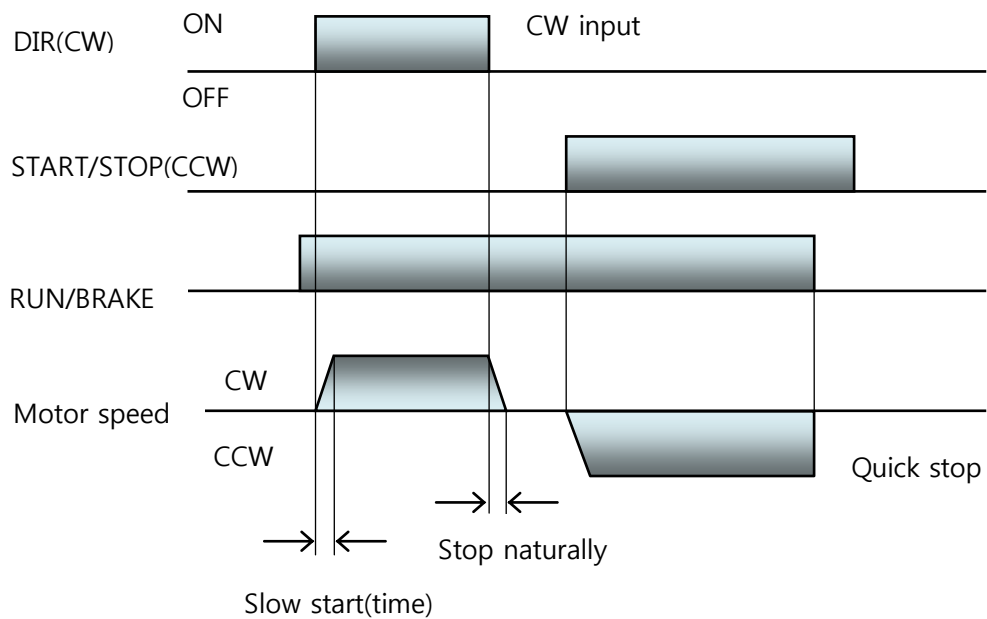 DIR(CW)
ON
CW input
OFF
START/STOP(CCW)
RUN/BRAKE
CW
Motor speed
CCW
Quick stop
Stop naturally
Slow start(time)